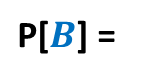 P[B] =